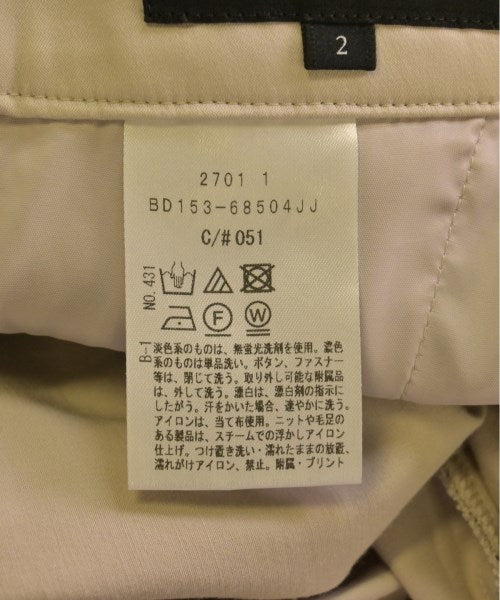 2
2701 1
BD153-68504JJ
C/#051
NO.431
F
W
B-1
淡色系のものは、無蛍光洗剤を使用。濃色
系のものは単品洗い。ボタン、ファスナー
等は、閉じて洗う。取り外し可能な附属品
は、外して洗う。漂白は、漂白剤の指示に
したがう。汗をかいた場合、速やかに洗う。
アイロンは、当て布使用。ニットや毛足の
ある製品は、スチームでの浮かしアイロン
仕上げ。つけ置き洗い・濡れたままの放置、
濡れがけアイロン、禁止。附属・プリント